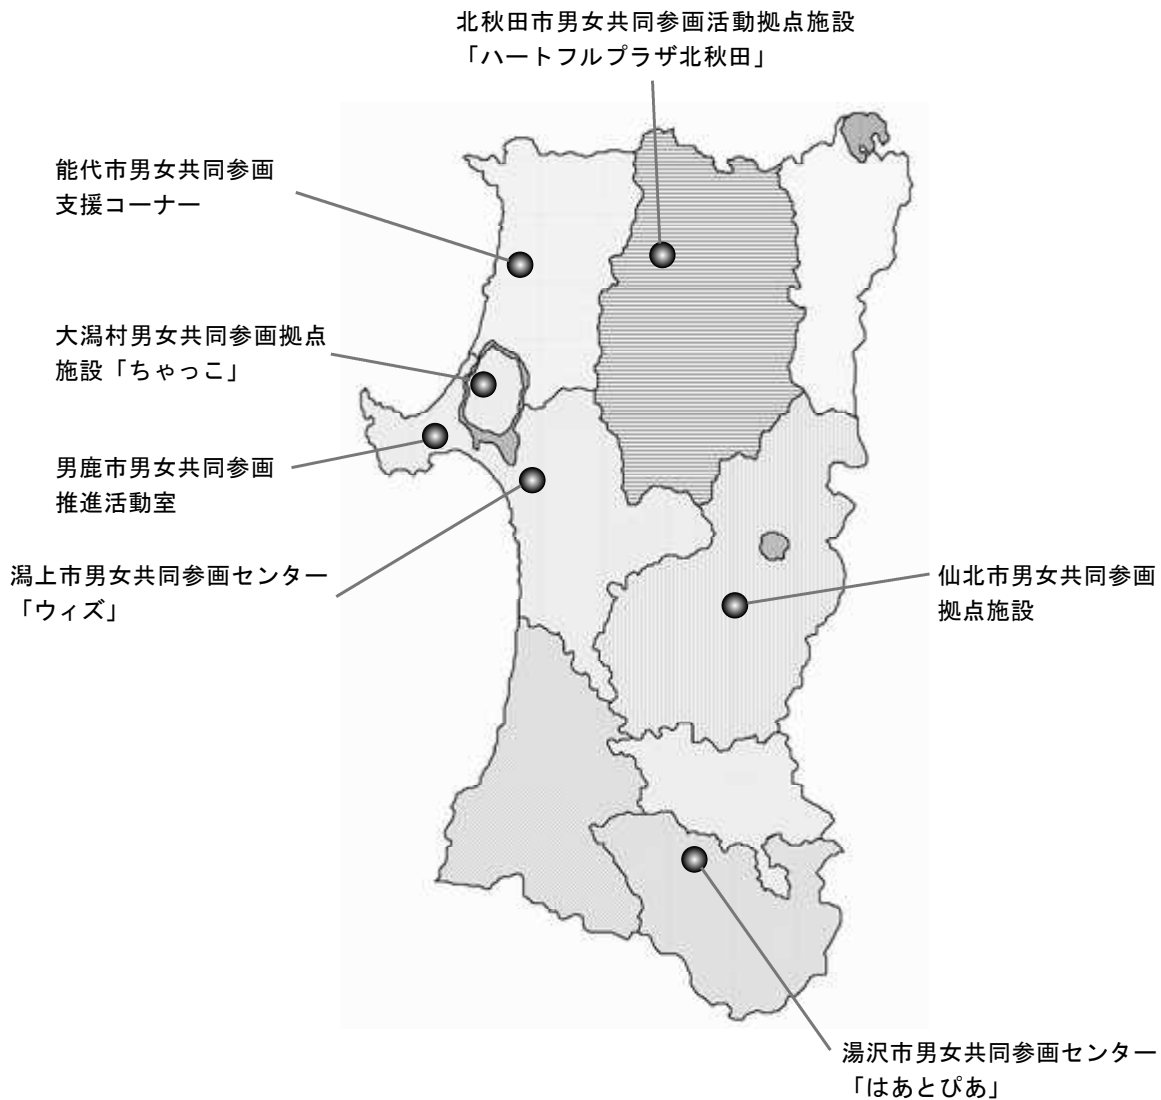 北秋田市男女共同参画活動拠点施設
「ハートフルプラザ北秋田」
能代市男女共同参画
支援コーナー
大潟村男女共同参画拠点
施設「ちゃっこ」
男鹿市男女共同参画
推進活動室
潟上市男女共同参画センター
「ウィズ」
仙北市男女共同参画
拠点施設
湯沢市男女共同参画センター
「はあとぴあ」